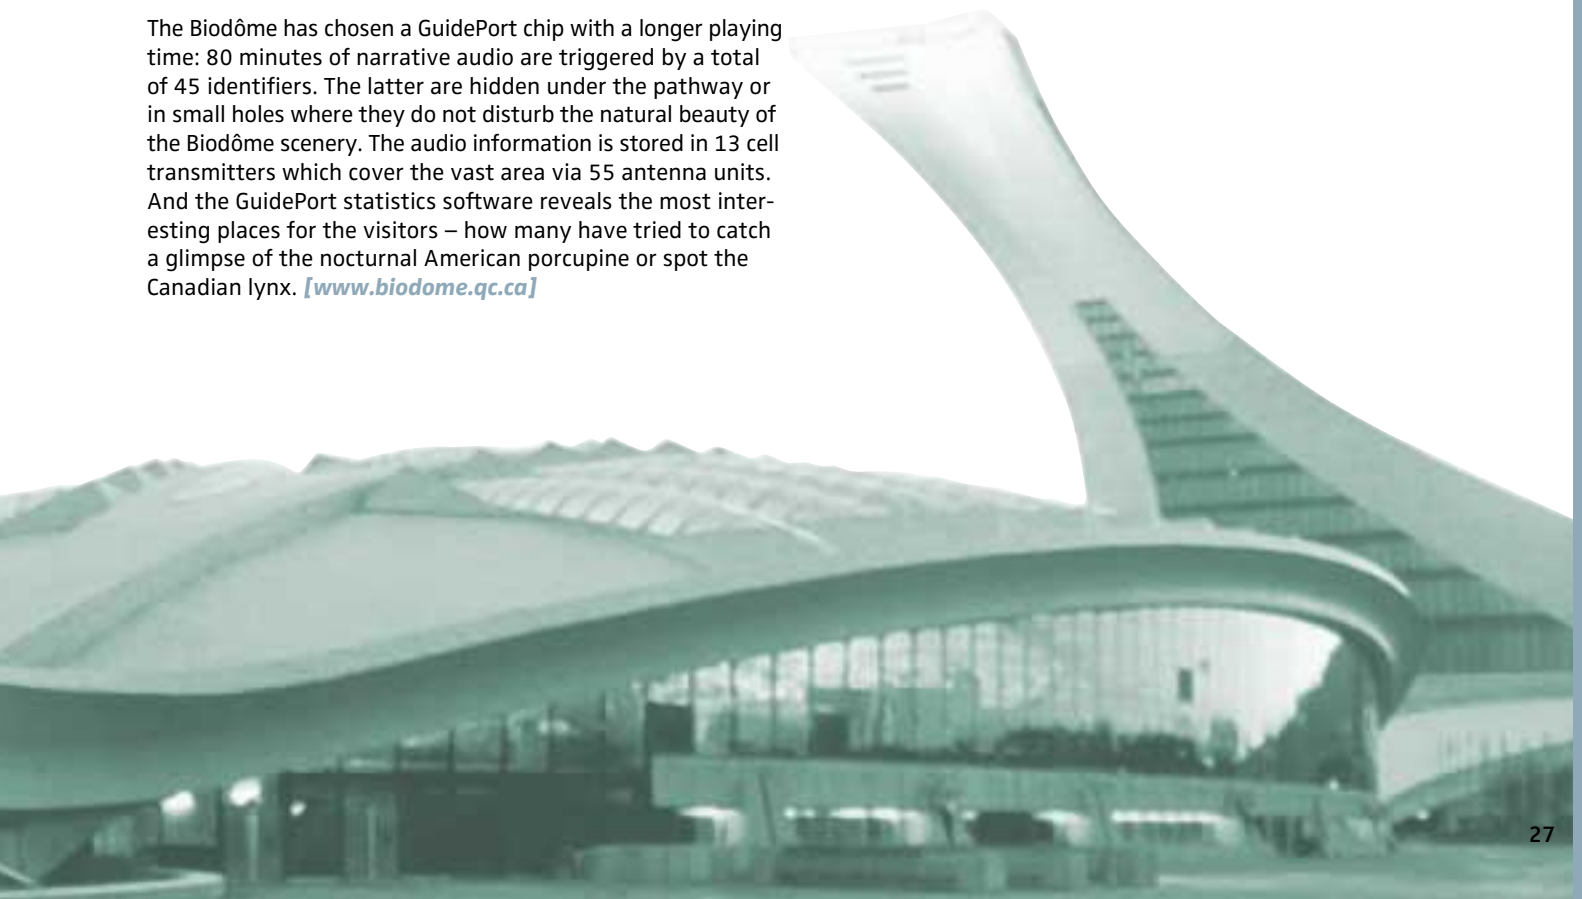 The Biodôme has chosen a GuidePort chip with a longer playing
time: 80 minutes of narrative audio are triggered by a total
of 45 identifiers. The latter are hidden under the pathway or
in small holes where they do not disturb the natural beauty of
the Biodôme scenery. The audio information is stored in 13 cell
transmitters which cover the vast area via 55 antenna units.
And the GuidePort statistics software reveals the most inter-
esting places for the visitors – how many have tried to catch
a glimpse of the nocturnal American porcupine or spot the
Canadian lynx. [www.biodome.qc.ca]
27